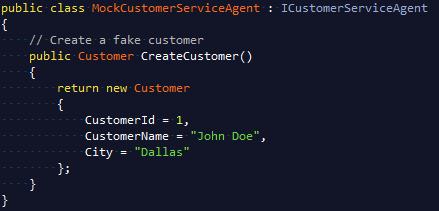 public class MockCustomerServiceAgent : ICustomerServiceAgent
{
    // Create a fake customer
    public Customer CreateCustomer()
    {
        return new Customer
        {
            CustomerId = 1,
            CustomerName = "John Doe",
            City = "Dallas"
        };
    }
}